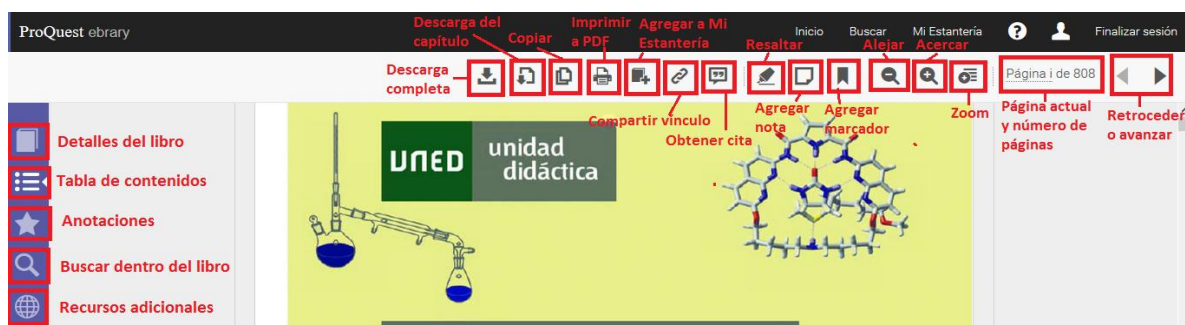 ProQuest ebrary
Inicio
Buscar
Mi Estantería
?
Finalizar sesión
Descarga del
capítulo
Copiar
Imprimir
a PDF
Agregar a Mi
Estantería
Resaltar
Alejar
Acercar
Descarga
completa
Página i de 808
Compartir vínculo
Obtener cita
Agregar
nota
Agregar
marcador
Zoom
Página actual
y número de
páginas
Retroceder
o avanzar
Detalles del libro
Tabla de contenidos
Anotaciones
Buscar dentro del libro
Recursos adicionales
UNED
unidad
didáctica